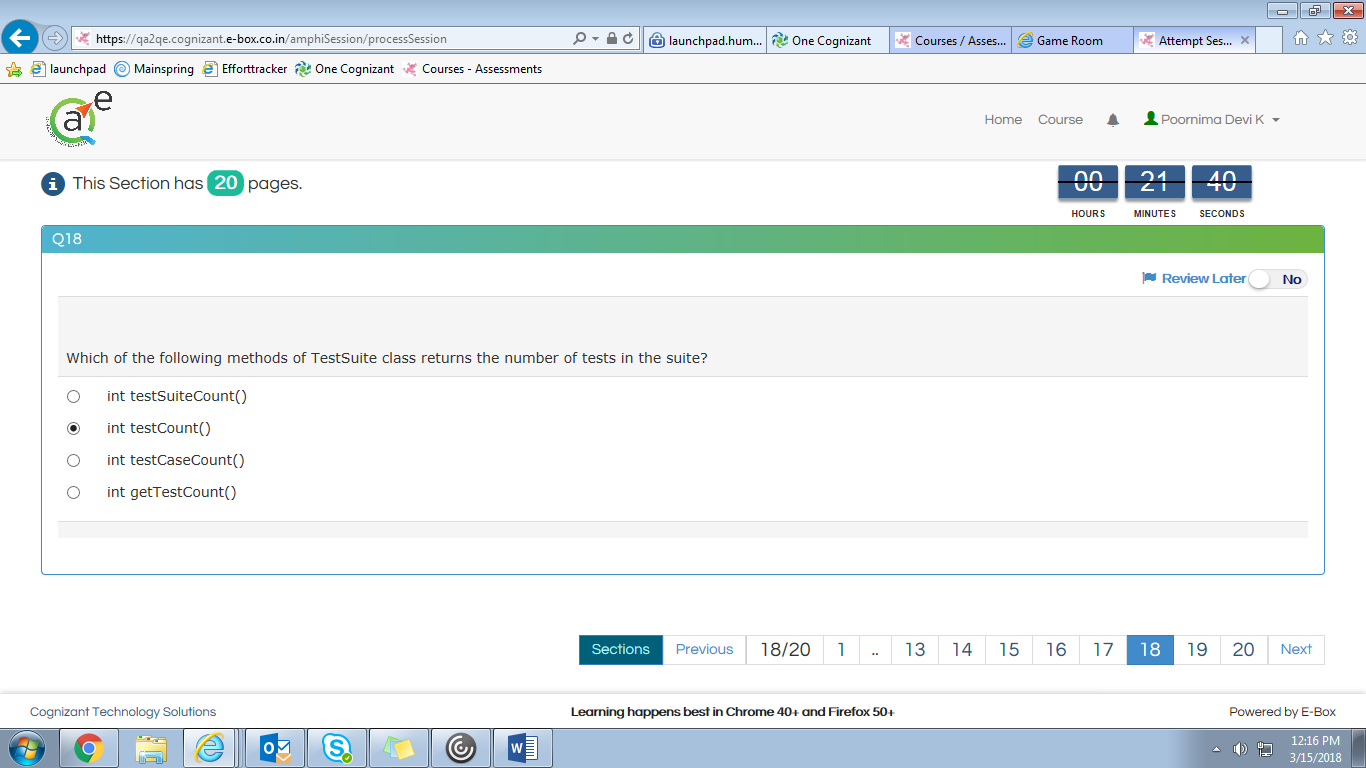 https://qa2qe.cognizant.e-box.co.in/amphiSession/processSession
launchpad.hum...
One Cognizant
Courses / Asses...
Game Room
Attempt Ses...
launchpad
Mainspring
Efforttracker
One Cognizant
Courses - Assessments
a e
Home
Course
Poornima Devi K
This Section has 20 pages.
00 21 40
HOURS MINUTES SECONDS
Q18
Review Later No
Which of the following methods of TestSuite class returns the number of tests in the suite?
int testSuiteCount()
int testCount()
int testCaseCount()
int getTestCount()
Sections Previous 18/20 1 .. 13 14 15 16 17 18 19 20 Next
Cognizant Technology Solutions
Learning happens best in Chrome 40+ and Firefox 50+
Powered by E-Box
12:16 PM
3/15/2018